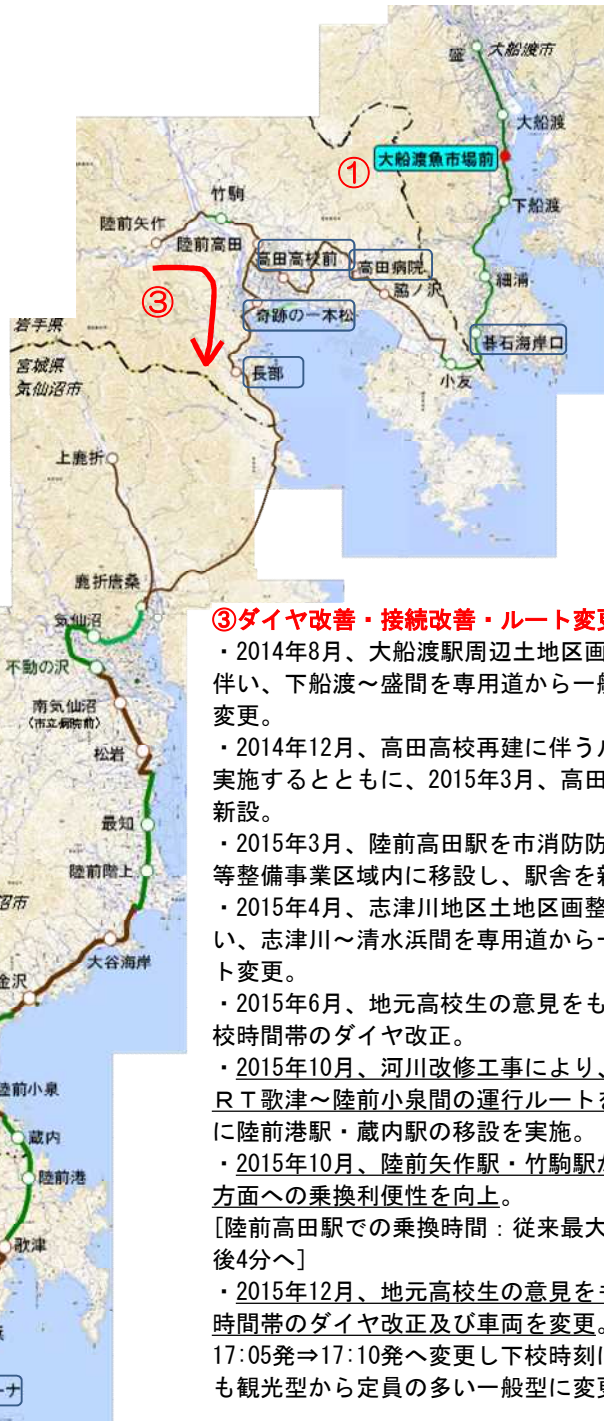 盛
大船渡市
大船渡
①
大船渡魚市場前
竹駒
下船渡
陸前矢作
陸前高田
高田高校前
高田病院
細浦
脇ノ沢
③
奇跡の一本松
岩手県
碁石海岸口
宮城県
長部
小友
気仙沼市
上鹿折
鹿折唐桑
気仙沼
不動の沢
南気仙沼
(市立病院前)
松岩
最知
陸前階上
沼市
大谷海岸
金沢
陸前小泉
蔵内
陸前港
歌津
浜
ーナ
③ダイヤ改善・接続改善・ルート変更
・2014年8月、大船渡駅周辺土地区画
伴い、下船渡～盛間を専用道から一般
変更。
・2014年12月、高田高校再建に伴うル
実施するとともに、2015年3月、高田
新設。
・2015年3月、陸前高田駅を市消防防
等整備事業区域内に移設し、駅舎を新
・2015年4月、志津川地区土地区画整
い、志津川～清水浜間を専用道から一
ト変更。
・2015年6月、地元高校生の意見をも
校時間帯のダイヤ改正。
・2015年10月、河川改修工事により、
ＲＴ歌津～陸前小泉間の運行ルートを
に陸前港駅・蔵内駅の移設を実施。
・2015年10月、陸前矢作駅・竹駒駅か
方面への乗換利便性を向上。
[陸前高田駅での乗換時間：従来最大
後4分へ]
・2015年12月、地元高校生の意見をも
時間帯のダイヤ改正及び車両を変更。
17:05発⇒17:10発へ変更し下校時刻に
も観光型から定員の多い一般型に変更